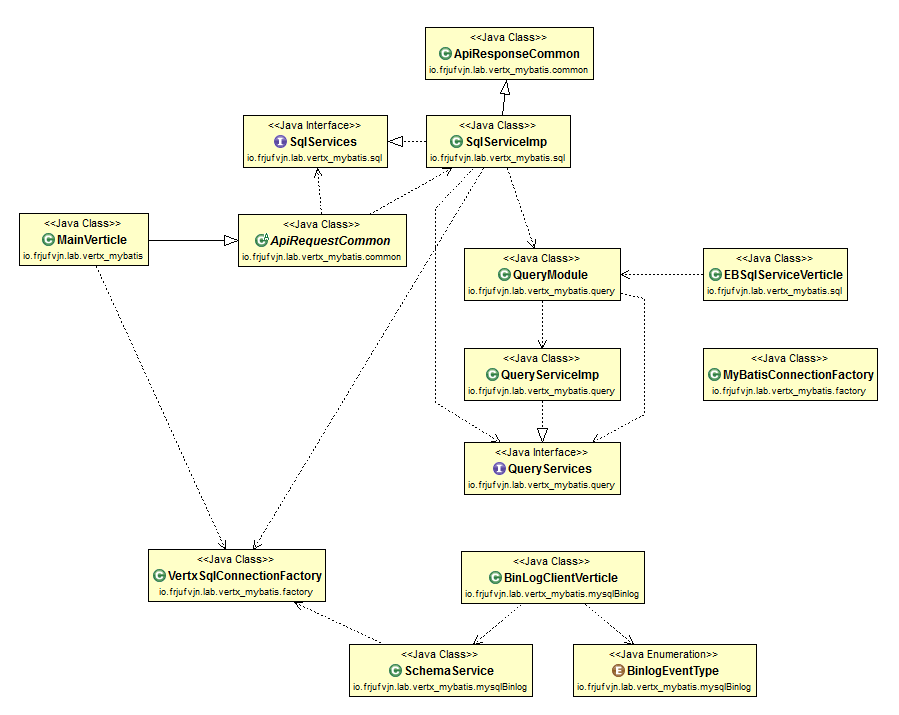 <<Java Class>>
ApiResponseCommon
io.frjufvjn.lab.vertx_mybatis.common
<<Java Interface>>
SqlServices
io.frjufvjn.lab.vertx_mybatis.sql
<<Java Class>>
SqlServiceImp
io.frjufvjn.lab.vertx_mybatis.sql
<<Java Class>>
MainVerticle
io.frjufvjn.lab.vertx_mybatis
<<Java Class>>
ApiRequestCommon
io.frjufvjn.lab.vertx_mybatis.common
<<Java Class>>
QueryModule
io.frjufvjn.lab.vertx_mybatis.query
<<Java Class>>
EBSqlServiceVerticle
io.frjufvjn.lab.vertx_mybatis.sql
<<Java Class>>
QueryServiceImp
io.frjufvjn.lab.vertx_mybatis.query
<<Java Class>>
MyBatisConnectionFactory
io.frjufvjn.lab.vertx_mybatis.factory
<<Java Interface>>
QueryServices
io.frjufvjn.lab.vertx_mybatis.query
<<Java Class>>
VertxSqlConnectionFactory
io.frjufvjn.lab.vertx_mybatis.factory
<<Java Class>>
BinLogClientVerticle
io.frjufvjn.lab.vertx_mybatis.mysqlBinlog
<<Java Class>>
SchemaService
io.frjufvjn.lab.vertx_mybatis.mysqlBinlog
<<Java Enumeration>>
BinlogEventType
io.frjufvjn.lab.vertx_mybatis.mysqlBinlog